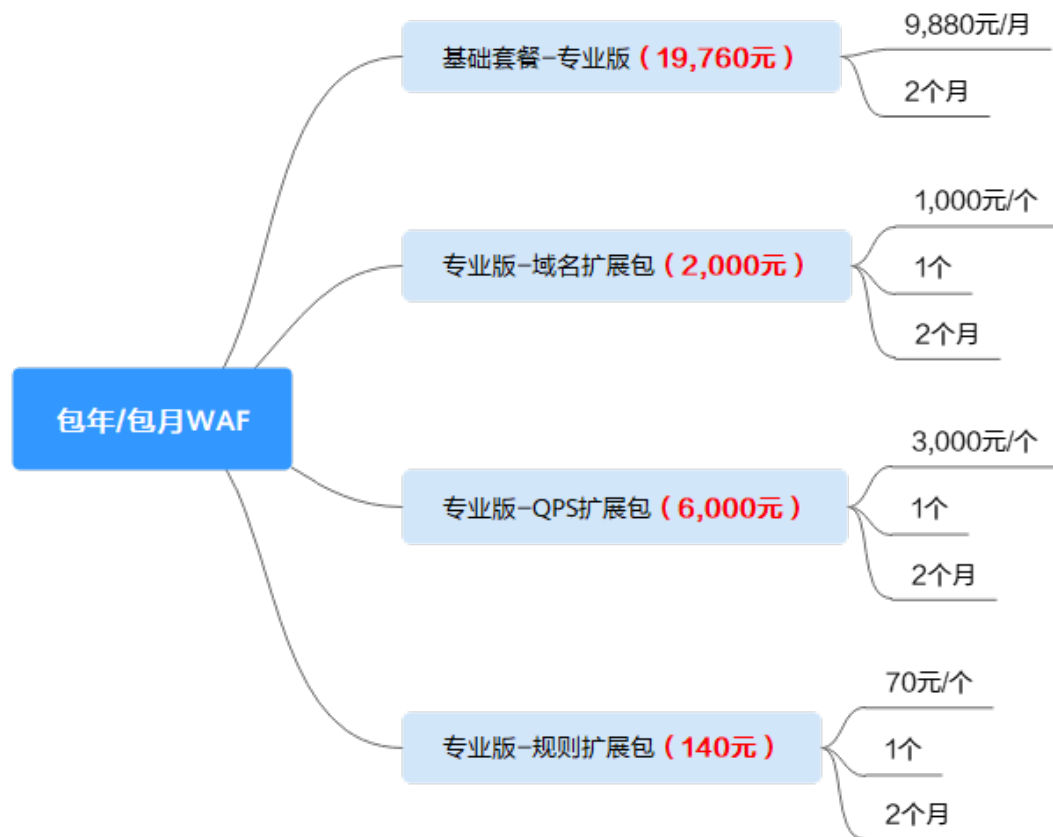 包年/包月WAF
基础套餐-专业版（19,760元）
9,880元/月
2个月
专业版-域名扩展包（2,000元）
1,000元/个
1个
2个月
专业版-QPS扩展包（6,000元）
3,000元/个
1个
2个月
专业版-规则扩展包（140元）
70元/个
1个
2个月